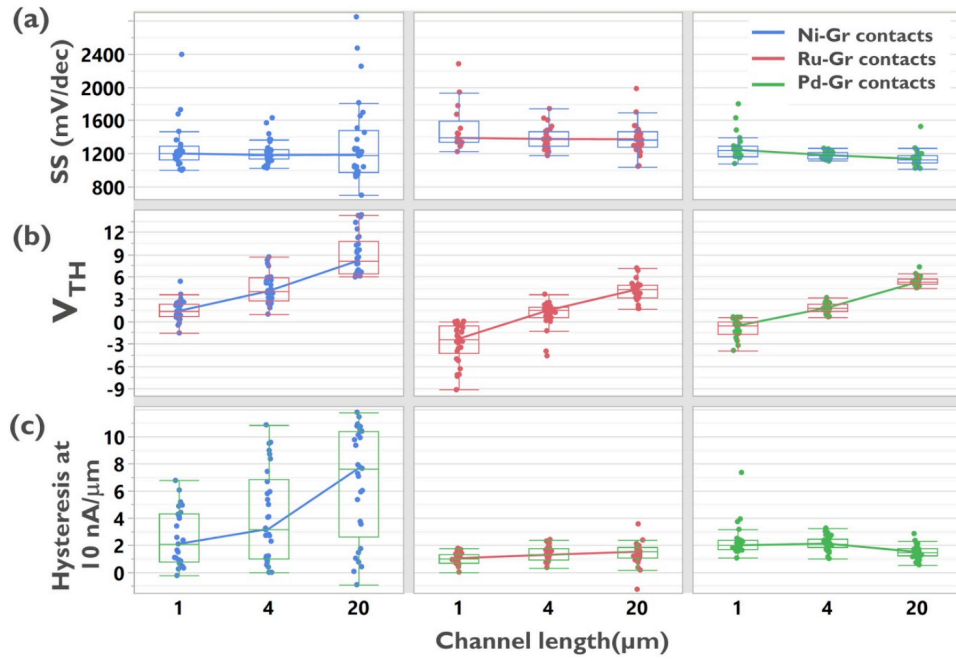 (a)
SS (mV/dec)
2400
2000
1600
1200
800
Ni-Gr contacts
Ru-Gr contacts
Pd-Gr contacts
(b)
VTH
12
9
6
3
0
-3
-6
-9
(c)
Hysteresis at
10 nA/μm
10
8
6
4
2
0
1 4 20 1 4 20 1 4 20
Channel length(μm)